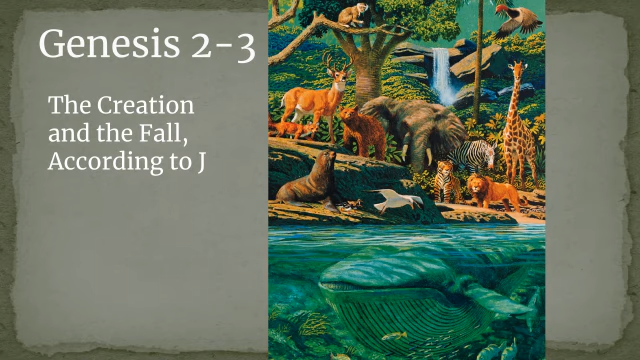 Genesis 2-3
The Creation
and the Fall,
According to J